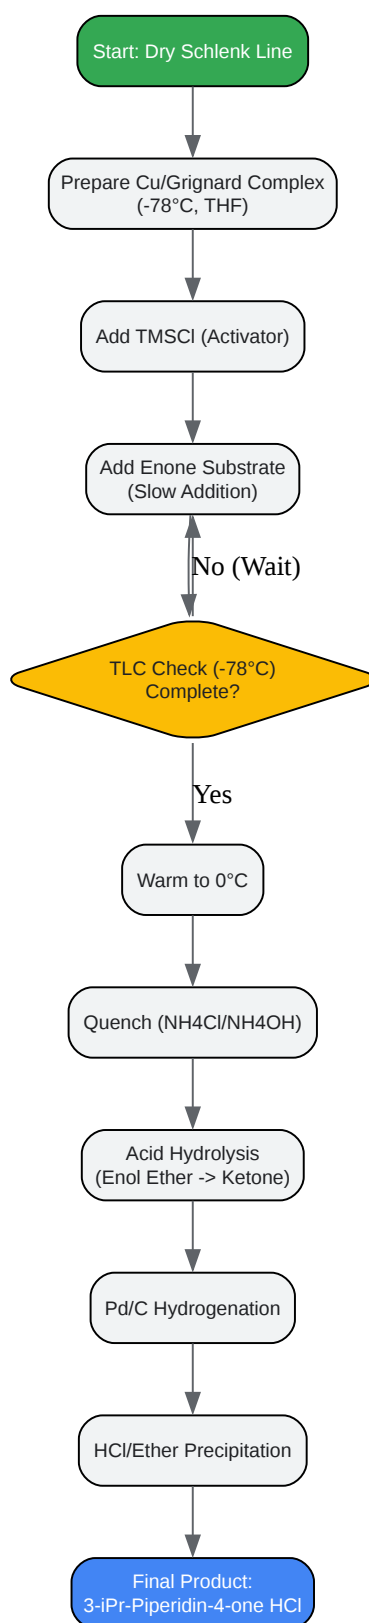 Start: Dry Schlenk Line
Prepare Cu/Grignard Complex
(-78°C, THF)
Add TMSCl (Activator)
Add Enone Substrate
(Slow Addition)
No (Wait)
TLC Check (-78°C)
Complete?
Yes
Warm to 0°C
Quench (NH4Cl/NH4OH)
Acid Hydrolysis
(Enol Ether -> Ketone)
Pd/C Hydrogenation
HCl/Ether Precipitation
Final Product:
3-iPr-Piperidin-4-one HCl